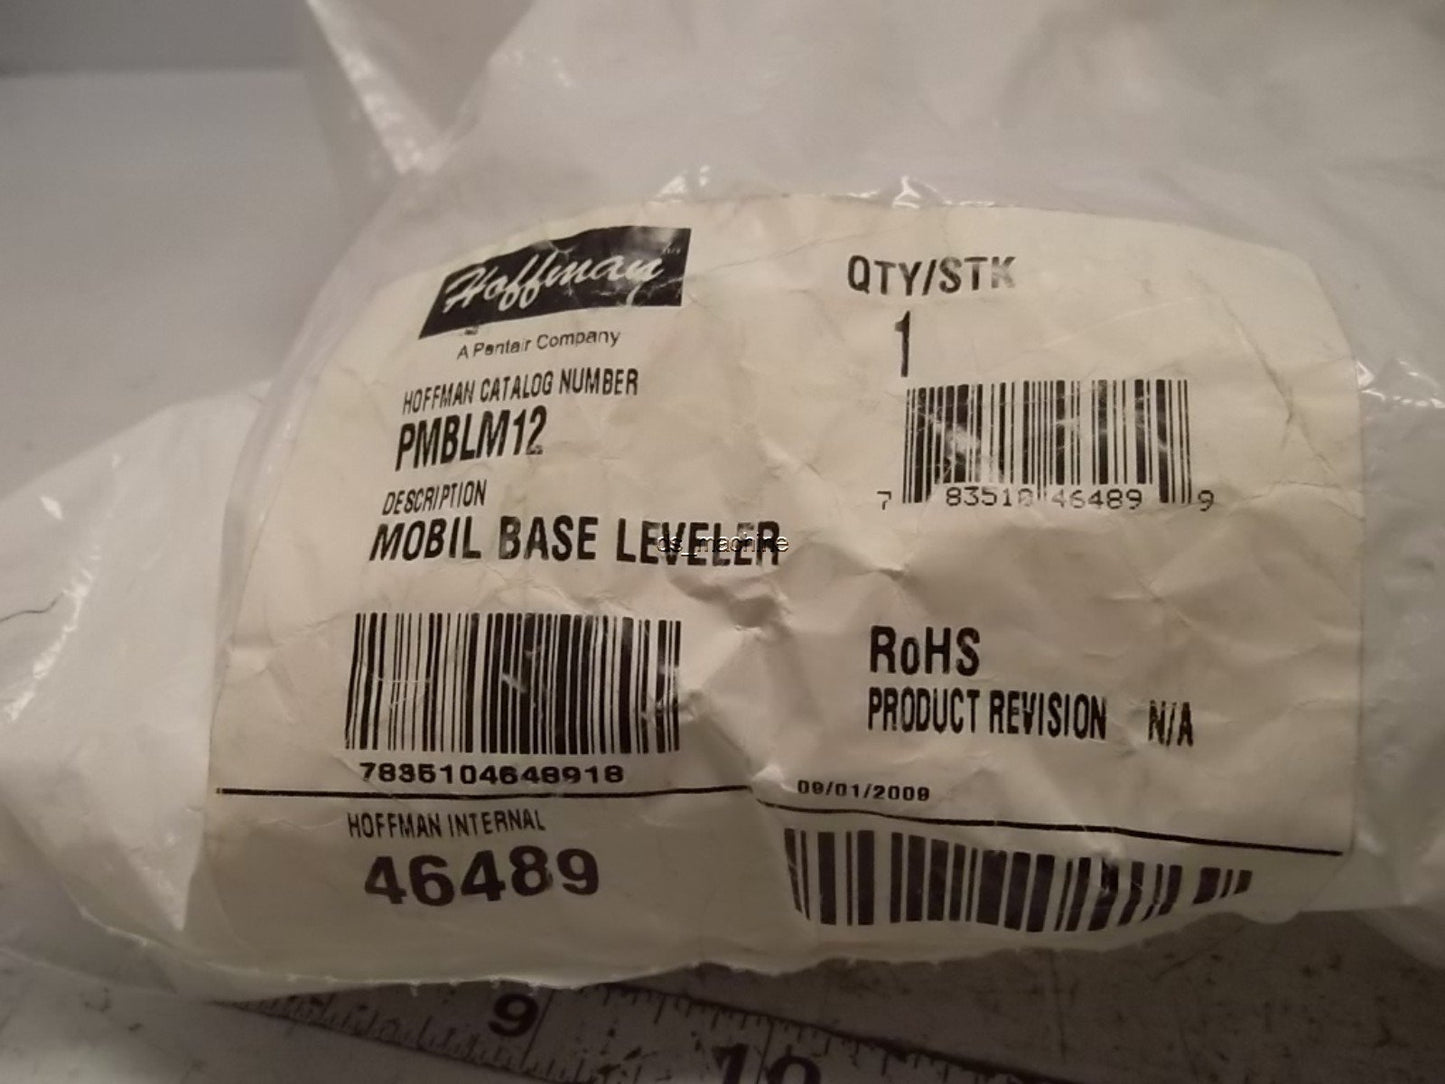 Hoffman
A Pentair Company
HOFFMAN CATALOG NUMBER
PMBLM12
DESCRIPTION
MOBIL BASE LEVELER
ds_machine
7835104648918
HOFFMAN INTERNAL
46489
QTY/STK
1
7 83510 46489 9
RoHS
PRODUCT REVISION N/A
09/01/2009
9
10